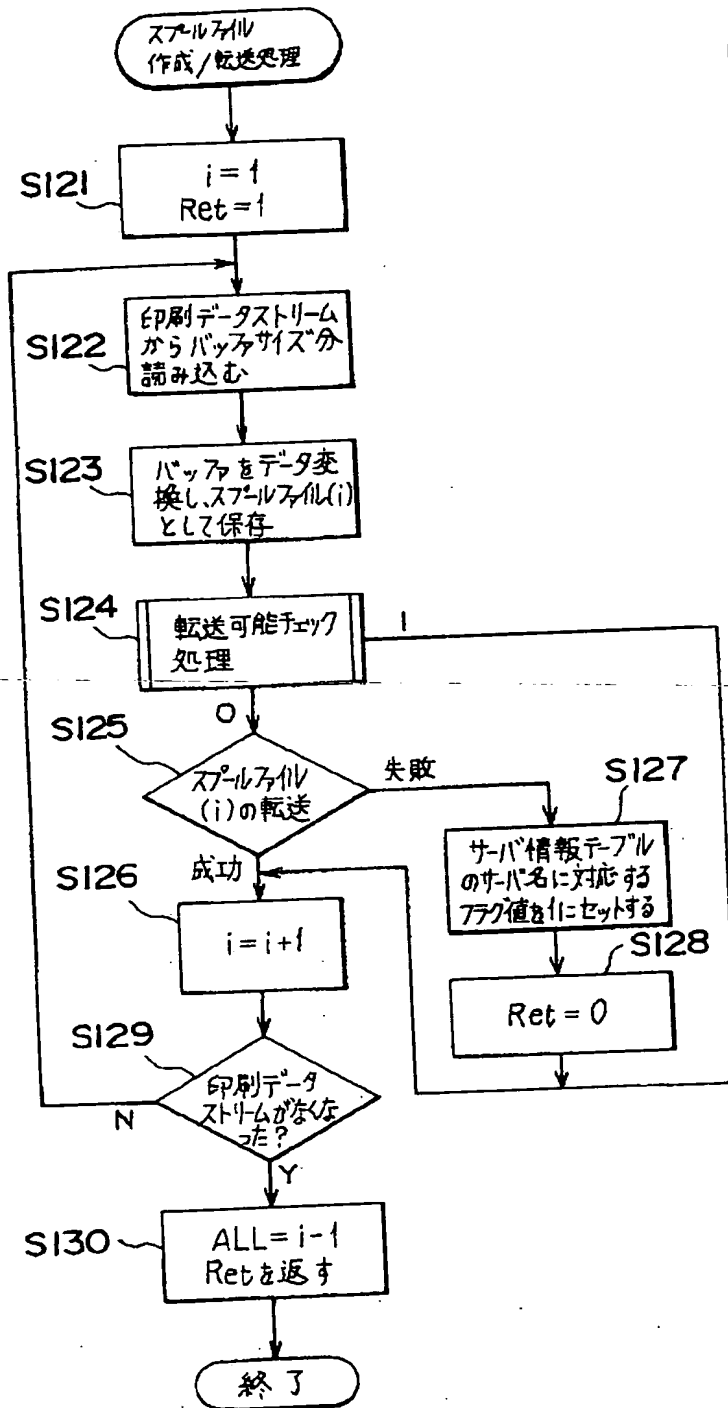 スプールファイル
作成/転送処理
S121
i = 1
Ret = 1
S122
印刷データストリーム
からバッファサイズ分
読み込む
S123
バッファをデータ変
換し、スプールファイル(i)
として保存
S124
転送可能チェック
処理
1
0
S125
スプールファイル
(i)の転送
失敗
成功
S127
サーバ情報テーブル
のサーバ名に対応する
フラグ値を1にセットする
S126
i = i+1
S128
Ret = 0
S129
印刷データ
ストリームがなくな
った?
N
Y
S130
ALL = i-1
Retを返す
終了